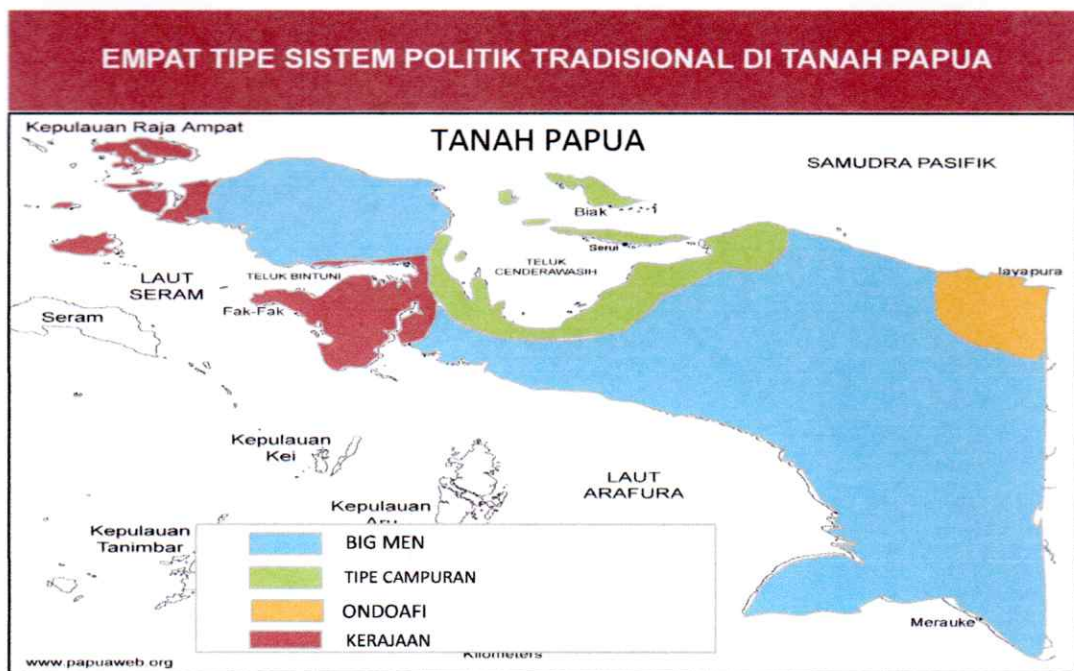 EMPAT TIPE SISTEM POLITIK TRADISIONAL DI TANAH PAPUA
Kepulauan Raja Ampat
TANAH PAPUA
SAMUDRA PASIFIK
Biak
Serui
TELUK
CENDERAWASIH
TELUK BINTUNI
LAUT
SERAM
Jayapura
Seram
Fak-Fak
Kepulauan
Kei
LAUT
ARAFURA
Kepulauan
Aru
Kepulauan
Tanimbar
BIG MEN
TIPE CAMPURAN
ONDOAFI
KERAJAAN
Merauke
Kilometers
www.papuaweb.org